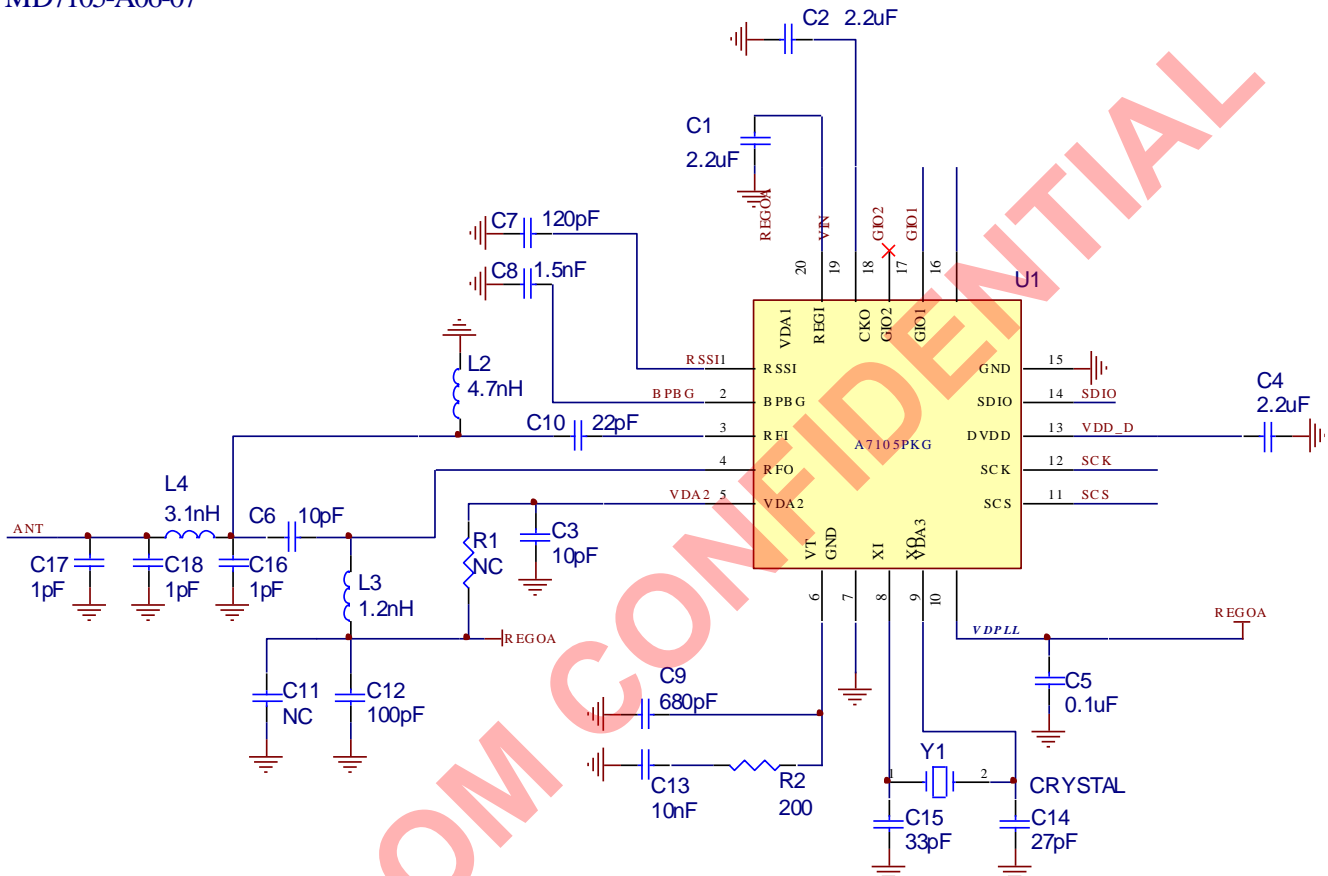 MD7105-A06-07
C2 2.2uF
C1
2.2uF
REGOA
VIN
GIO2
GIO1
C7 120pF
C8 1.5nF
20
19
18
17
16
U1
VDA1
REGI
CKO
GIO2
GIO1
RSSI 1 RSSI
BPBG 2 BPBG
3 RFI
4 RFO
VDA2 5 VDA2
A7105PKG
GND 15
SDIO 14 SDIO
DVDD 13 VDD_D
SCK 12 SCK
SCS 11 SCS
C4
2.2uF
L2
4.7nH
C10 22pF
L4
3.1nH
ANT
C6 10pF
C17
1pF
C18
1pF
C16
1pF
L3
1.2nH
R1
NC
C3
10pF
REGOA
C11
NC
C12
100pF
VT
GND
XI
XO
VDA3
6
7
8
9
10
VDPLL
REGOA
C5
0.1uF
C9
680pF
C13
10nF
R2
200
Y1
1
2
CRYSTAL
C15
33pF
C14
27pF
OM CONFIDENTIAL